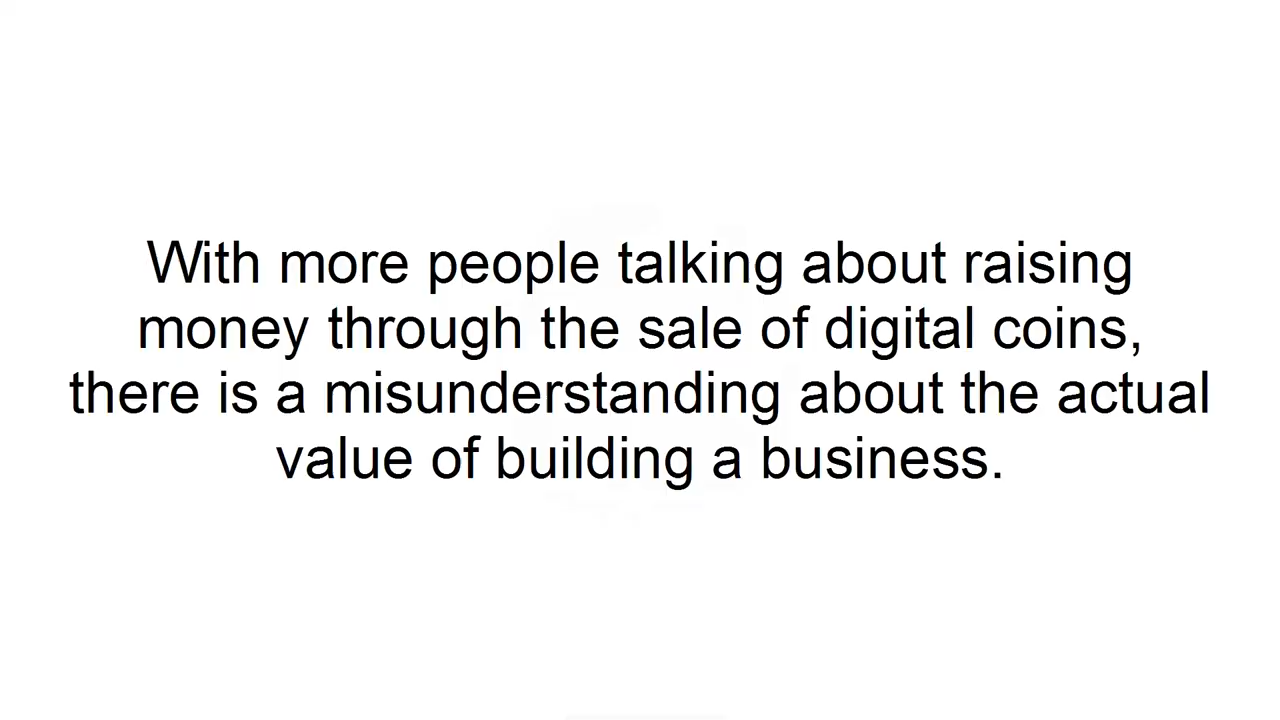 With more people talking about raising
money through the sale of digital coins,
there is a misunderstanding about the actual
value of building a business.